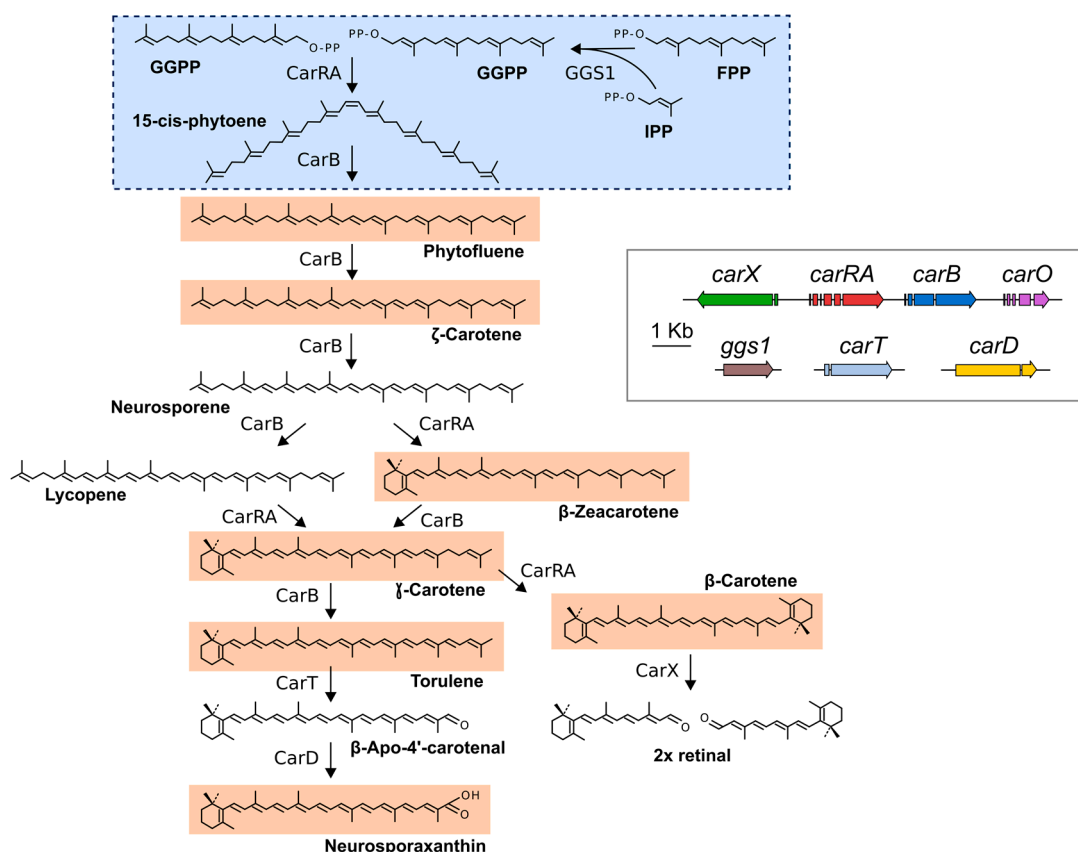 PP-O
PP-O
O-PP
GGPP
CarRA
GGPP
GGS1
FPP
PP-O
IPP
15-cis-phytoene
CarB
Phytofluene
CarB
ζ-Carotene
CarB
Neurosporene
CarB
CarRA
Lycopene
β-Zeacarotene
CarRA
CarB
ɣ-Carotene
CarRA
β-Carotene
CarB
Torulene
CarX
CarT
O
O
O
β-Apo-4'-carotenal
2x retinal
CarD
OH
O
Neurosporaxanthin
carX carRA carB carO
1 Kb
ggs1 carT carD